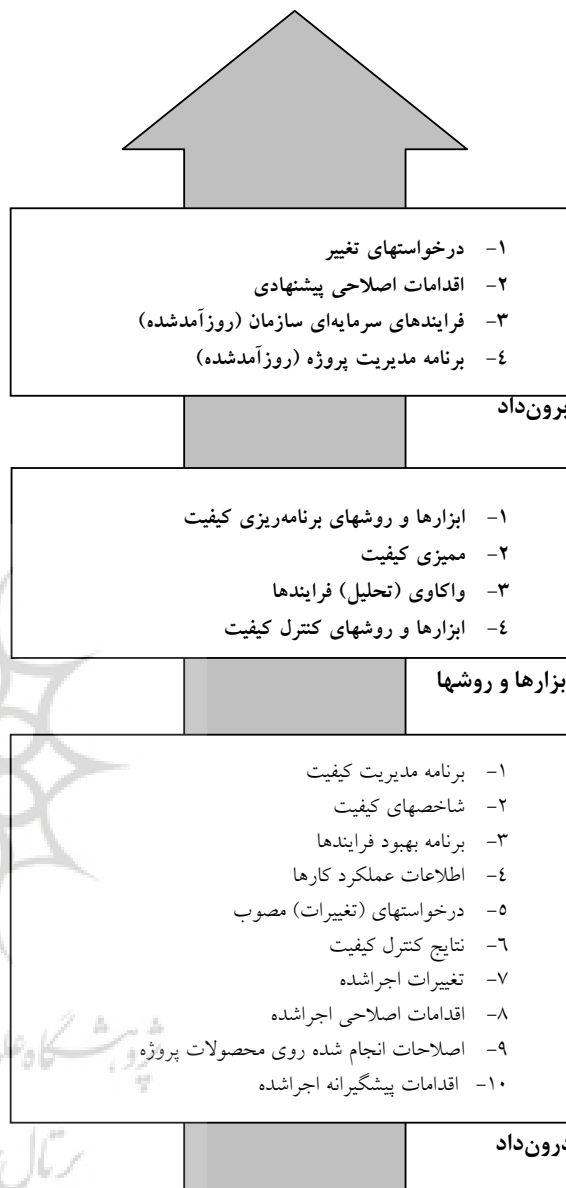 ۱- درخواستهای تغییر
۲- اقدامات اصلاحی پیشنهادی
۳- فرایندهای سرمایه‌ای سازمان (روزآمدشده)
٤- برنامه مدیریت پروژه (روزآمدشده)
برون‌داد
۱- ابزارها و روشهای برنامه‌ریزی کیفیت
۲- ممیزی کیفیت
۳- واکاوی (تحلیل) فرایندها
٤- ابزارها و روشهای کنترل کیفیت
بزارها و روشها
۱- برنامه مدیریت کیفیت
۲- شاخصهای کیفیت
۳- برنامه بهبود فرایندها
٤- اطلاعات عملکرد کارها
٥- درخواستهای (تغییرات) مصوب
٦- نتایج کنترل کیفیت
۷- تغییرات اجراشده
۸- اقدامات اصلاحی اجراشده
۹- اصلاحات انجام شده روی محصولات پروژه
۱۰- اقدامات پیشگیرانه اجراشده
درون‌داد